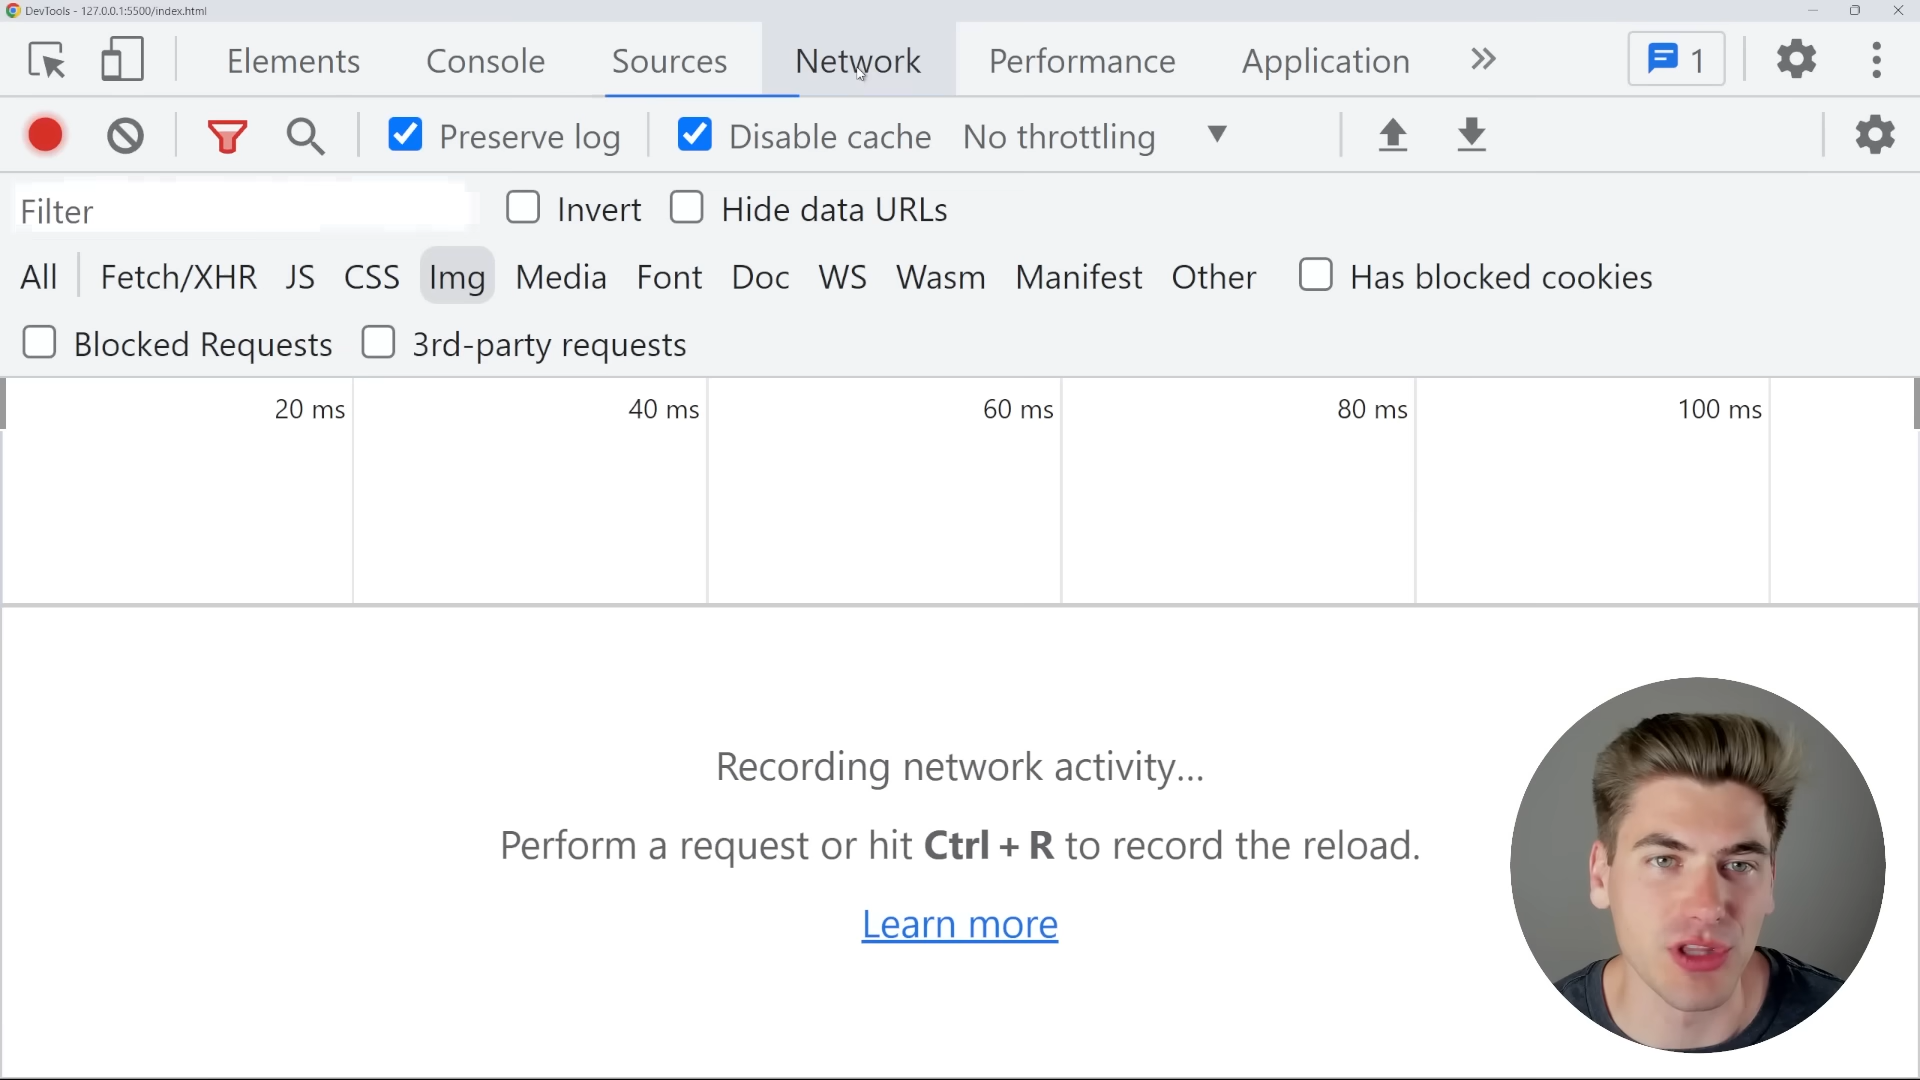 DevTools - 127.0.0.1:5500/index.html
Elements Console Sources Network Performance Application 1
Preserve log Disable cache No throttling
Filter Invert Hide data URLs
All Fetch/XHR JS CSS Img Media Font Doc WS Wasm Manifest Other Has blocked cookies
Blocked Requests 3rd-party requests
20 ms 40 ms 60 ms 80 ms 100 ms
Recording network activity...
Perform a request or hit Ctrl + R to record the reload.
Learn more